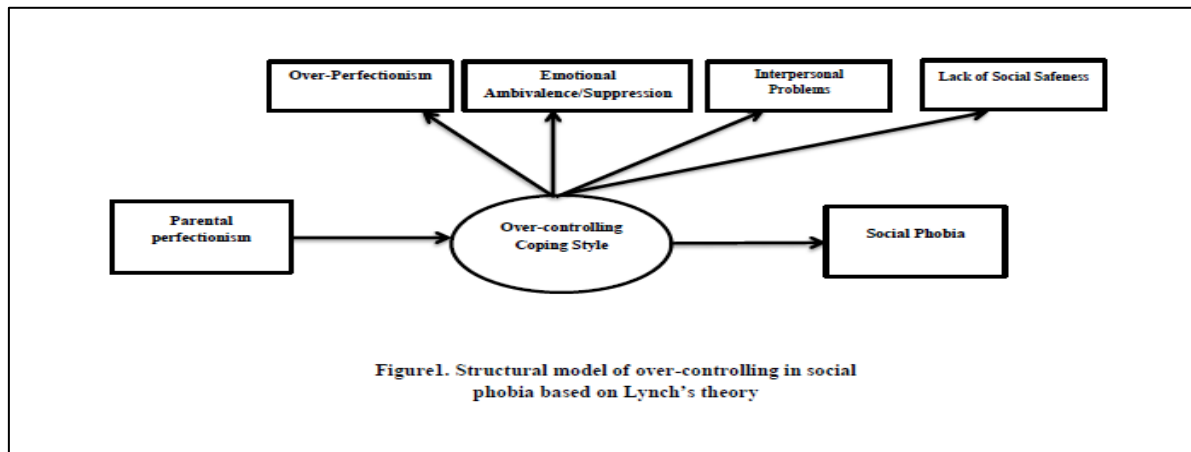 Over-Perfectionism
Emotional
Ambivalence/Suppression
Interpersonal
Problems
Lack of Social Safeness
Parental
perfectionism
Over-controlling
Coping Style
Social Phobia
Figure1. Structural model of over-controlling in social
phobia based on Lynch's theory